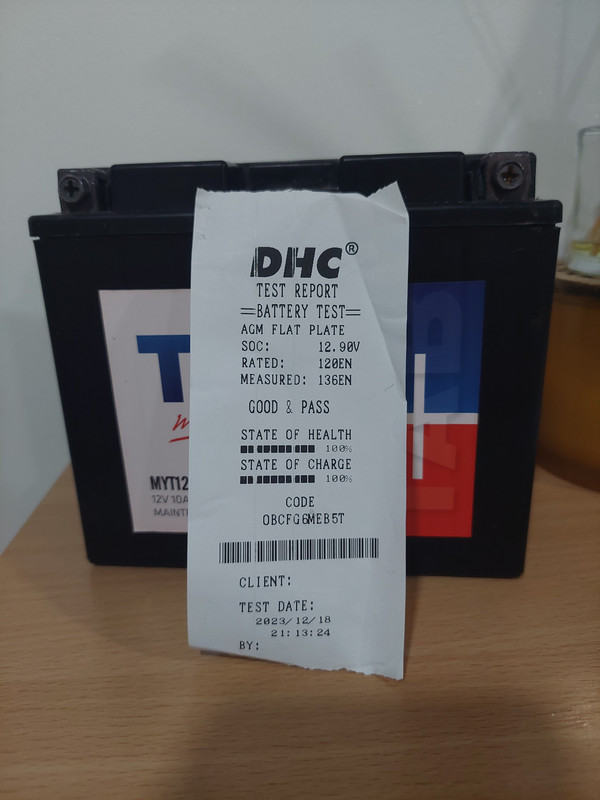 DHC®
TEST REPORT
==BATTERY TEST==
AGM FLAT PLATE
SOC: 12.90V
RATED: 120EN
MEASURED: 136EN
GOOD & PASS
STATE OF HEALTH
100%
STATE OF CHARGE
100%
CODE
OBCFG6MEB5T
CLIENT:
TEST DATE:
2023/12/18
21:13:24
BY:
MYT12
12V 10A
MAINT
TAB